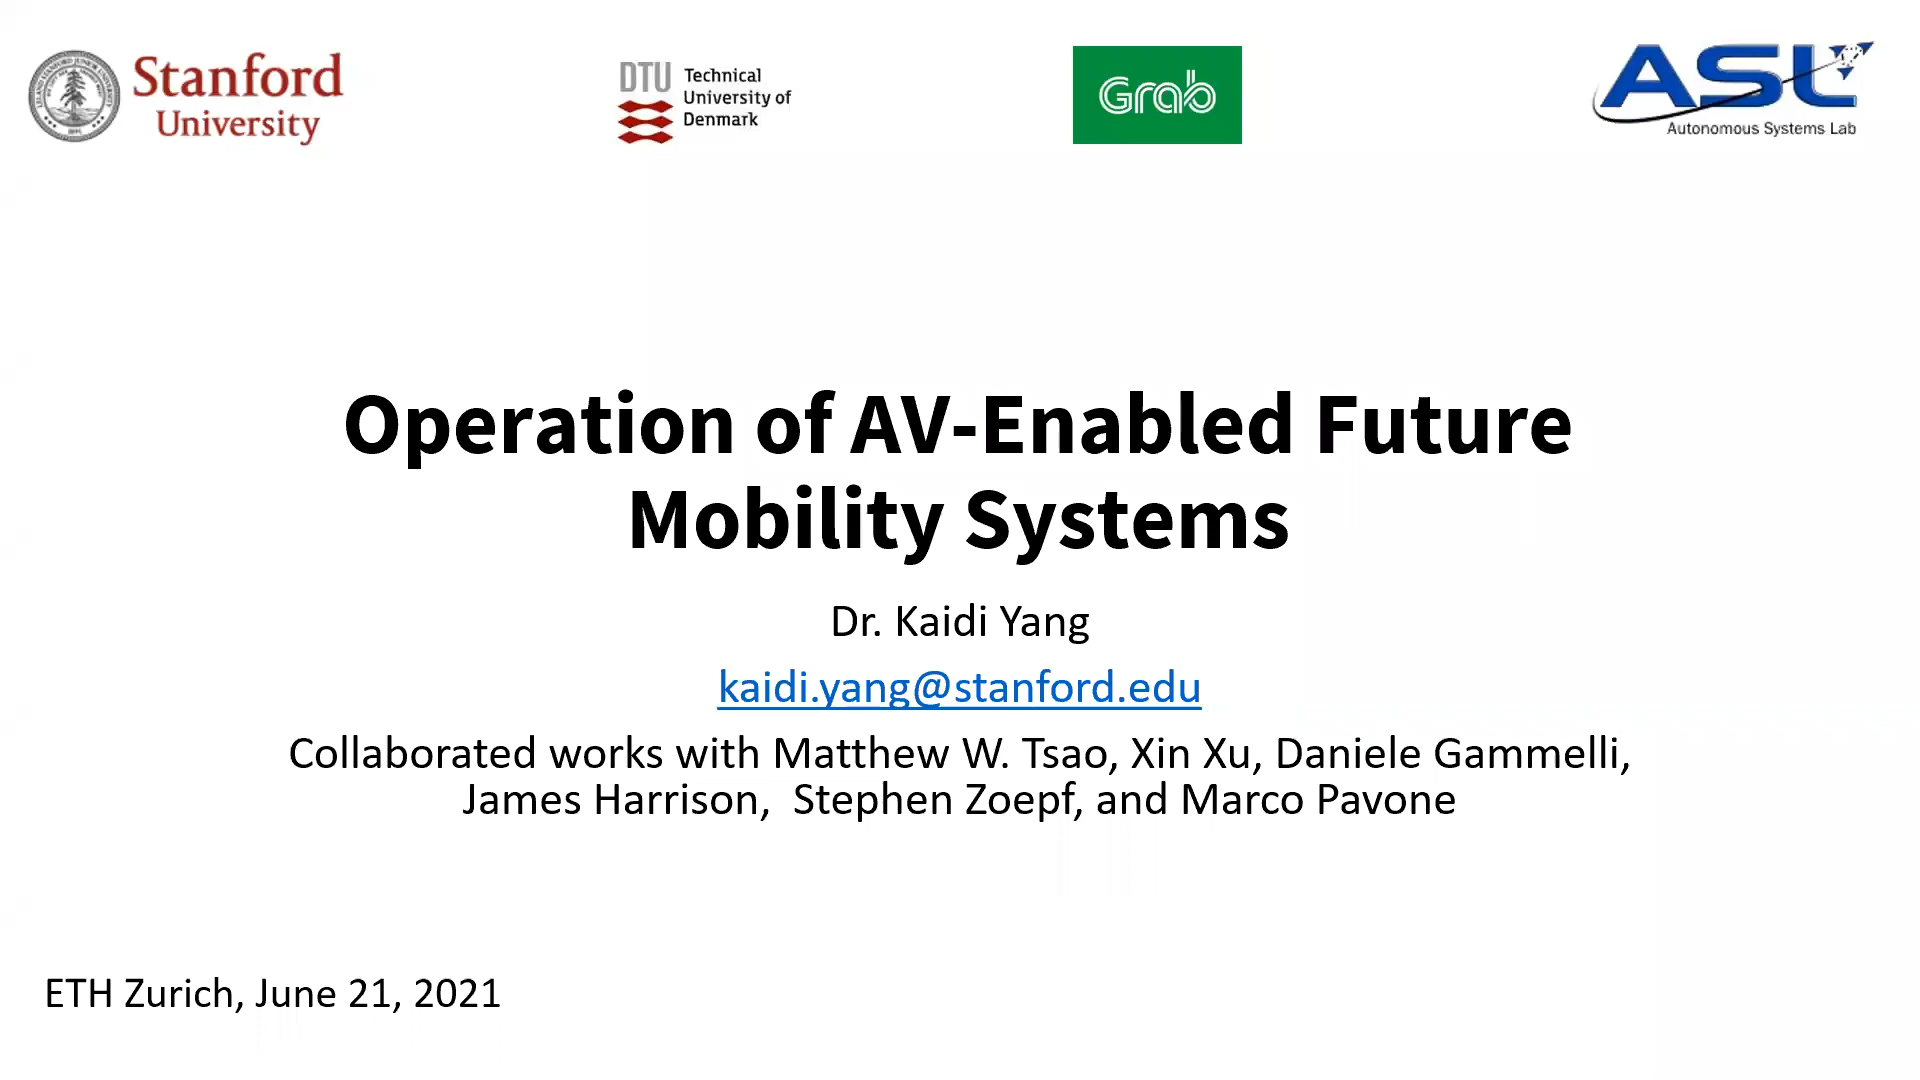 Stanford
University
DTU
Technical
University of
Denmark
Grab
ASL
Autonomous Systems Lab
Operation of AV-Enabled Future
Mobility Systems
Dr. Kaidi Yang
kaidi.yang@stanford.edu
Collaborated works with Matthew W. Tsao, Xin Xu, Daniele Gammelli,
James Harrison,  Stephen Zoepf, and Marco Pavone
ETH Zurich, June 21, 2021